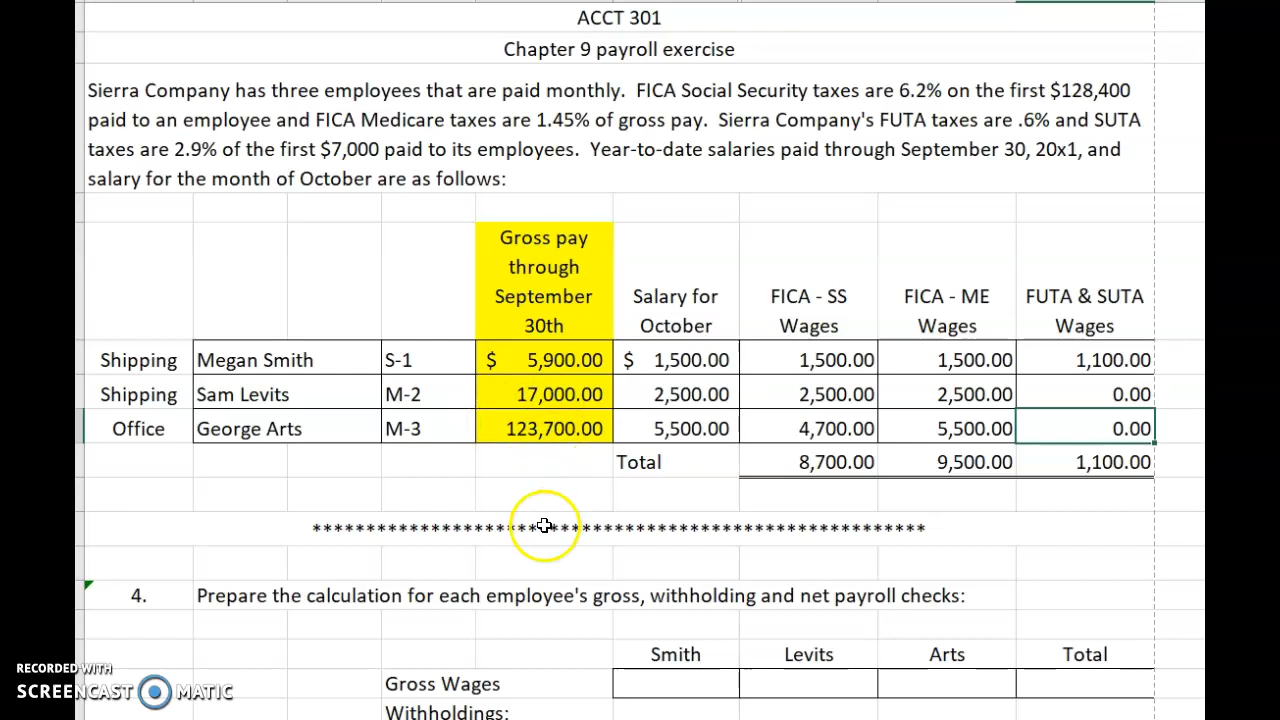 ACCT 301
Chapter 9 payroll exercise
Sierra Company has three employees that are paid monthly.  FICA Social Security taxes are 6.2% on the first $128,400
paid to an employee and FICA Medicare taxes are 1.45% of gross pay.  Sierra Company's FUTA taxes are .6% and SUTA
taxes are 2.9% of the first $7,000 paid to its employees.  Year-to-date salaries paid through September 30, 20x1, and
salary for the month of October are as follows:
Gross pay
through
September Salary for FICA - SS FICA - ME FUTA & SUTA
30th October Wages Wages Wages
Shipping Megan Smith S-1 $ 5,900.00 $ 1,500.00 1,500.00 1,500.00 1,100.00
Shipping Sam Levits M-2 17,000.00 2,500.00 2,500.00 2,500.00 0.00
Office George Arts M-3 123,700.00 5,500.00 4,700.00 5,500.00 0.00
Total 8,700.00 9,500.00 1,100.00
************************************************************
4. Prepare the calculation for each employee's gross, withholding and net payroll checks:
Smith Levits Arts Total
Gross Wages
Withholdings:
RECORDED WITH
SCREENCAST MATIC